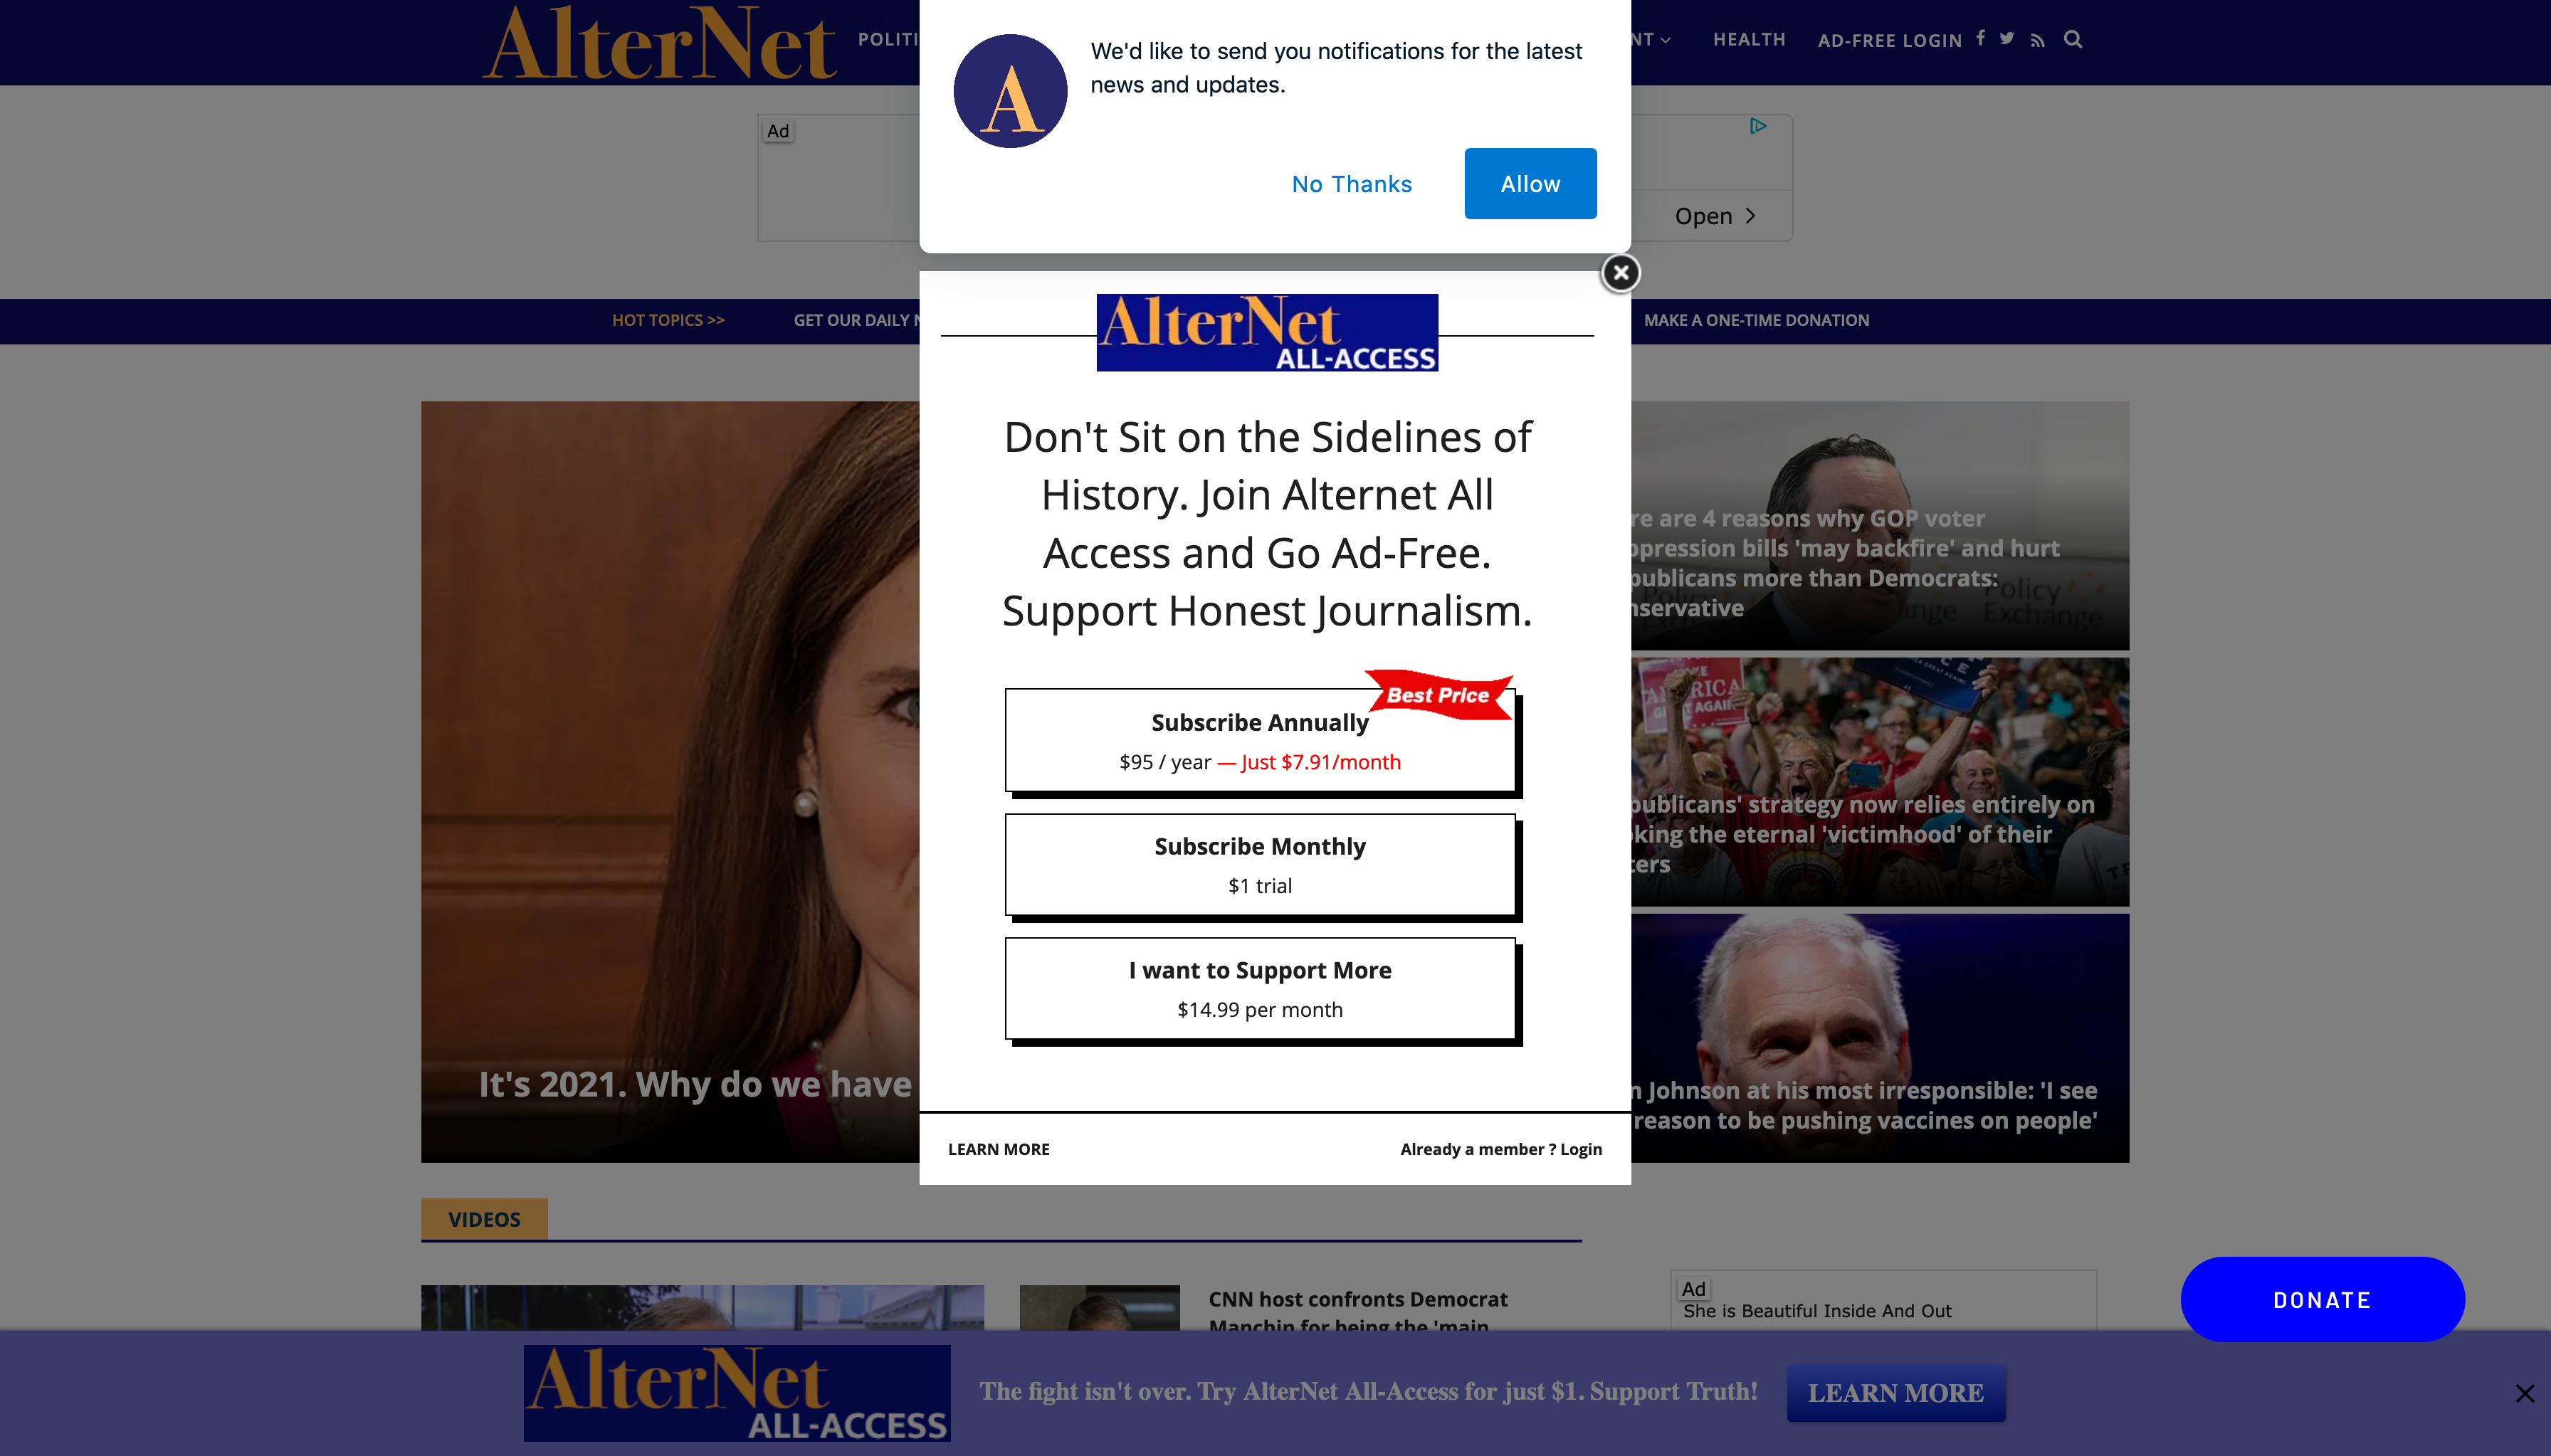 AlterNet
POLITI
NT
HEALTH
AD-FREE LOGIN
A
We'd like to send you notifications for the latest
news and updates.
No Thanks
Allow
Ad
Open
HOT TOPICS >>
GET OUR DAILY N
MAKE A ONE-TIME DONATION
AlterNet
ALL-ACCESS
Don't Sit on the Sidelines of
History. Join Alternet All
Access and Go Ad-Free.
Support Honest Journalism.
Best Price
Subscribe Annually
$95 / year — Just $7.91/month
Subscribe Monthly
$1 trial
I want to Support More
$14.99 per month
LEARN MORE
Already a member ? Login
It's 2021. Why do we have
re are 4 reasons why GOP voter
ppression bills 'may backfire' and hurt
publicans more than Democrats:
nservative
Policy
Exchange
publicans' strategy now relies entirely on
king the eternal 'victimhood' of their
ters
n Johnson at his most irresponsible: 'I see
reason to be pushing vaccines on people'
VIDEOS
CNN host confronts Democrat
Manchin for being the 'main
Ad
She is Beautiful Inside And Out
DONATE
AlterNet
ALL-ACCESS
The fight isn't over. Try AlterNet All-Access for just $1. Support Truth!
LEARN MORE